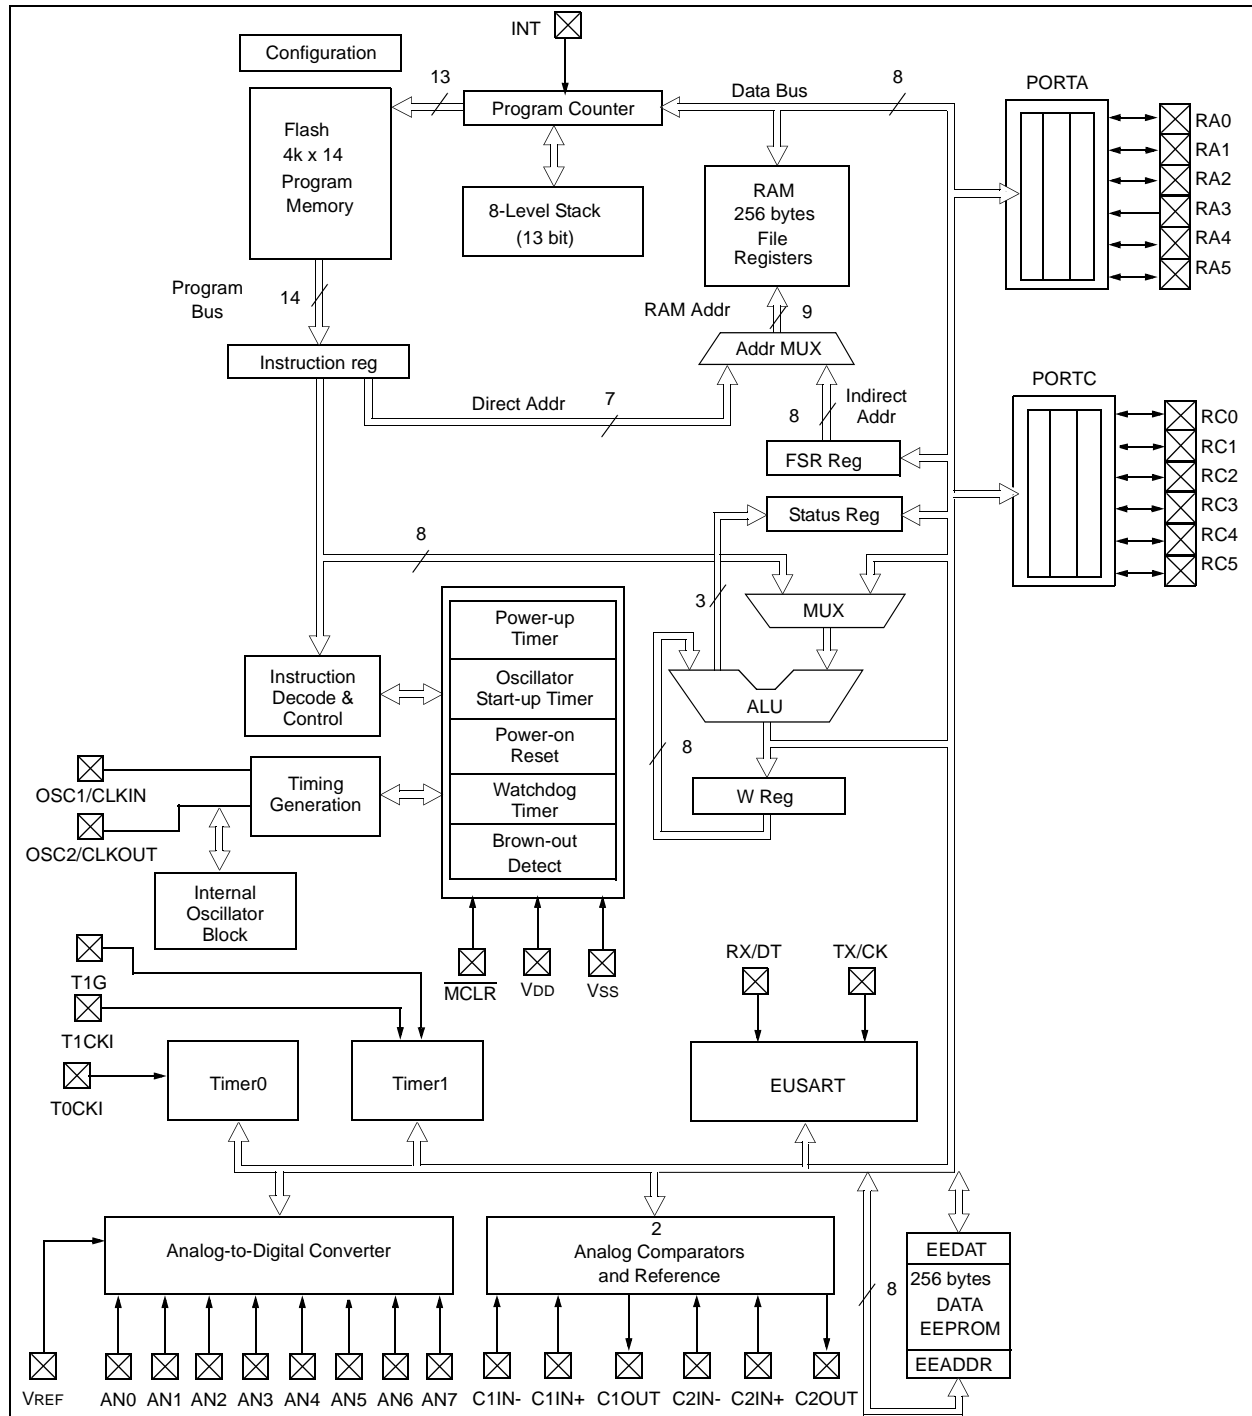 INT
Configuration
13
8
Data Bus
PORTA
Program Counter
Flash
4k x 14
Program
Memory
8-Level Stack
(13 bit)
RAM
256 bytes
File
Registers
RA0
RA1
RA2
RA3
RA4
RA5
Program
Bus
14
RAM Addr
9
Addr MUX
Instruction reg
Direct Addr
7
8
Indirect
Addr
FSR Reg
PORTC
RC0
RC1
RC2
RC3
RC4
RC5
Status Reg
8
3
MUX
Power-up
Timer
Oscillator
Start-up Timer
Power-on
Reset
Watchdog
Timer
Brown-out
Detect
Instruction
Decode &
Control
ALU
8
W Reg
OSC1/CLKIN
Timing
Generation
OSC2/CLKOUT
Internal
Oscillator
Block
MCLR
VDD
VSS
RX/DT
TX/CK
T1G
T1CKI
T0CKI
Timer0
Timer1
EUSART
Analog-to-Digital Converter
2
Analog Comparators
and Reference
8
EEDAT
256 bytes
DATA
EEPROM
EEADDR
VREF
AN0
AN1
AN2
AN3
AN4
AN5
AN6
AN7
C1IN-
C1IN+
C1OUT
C2IN-
C2IN+
C2OUT